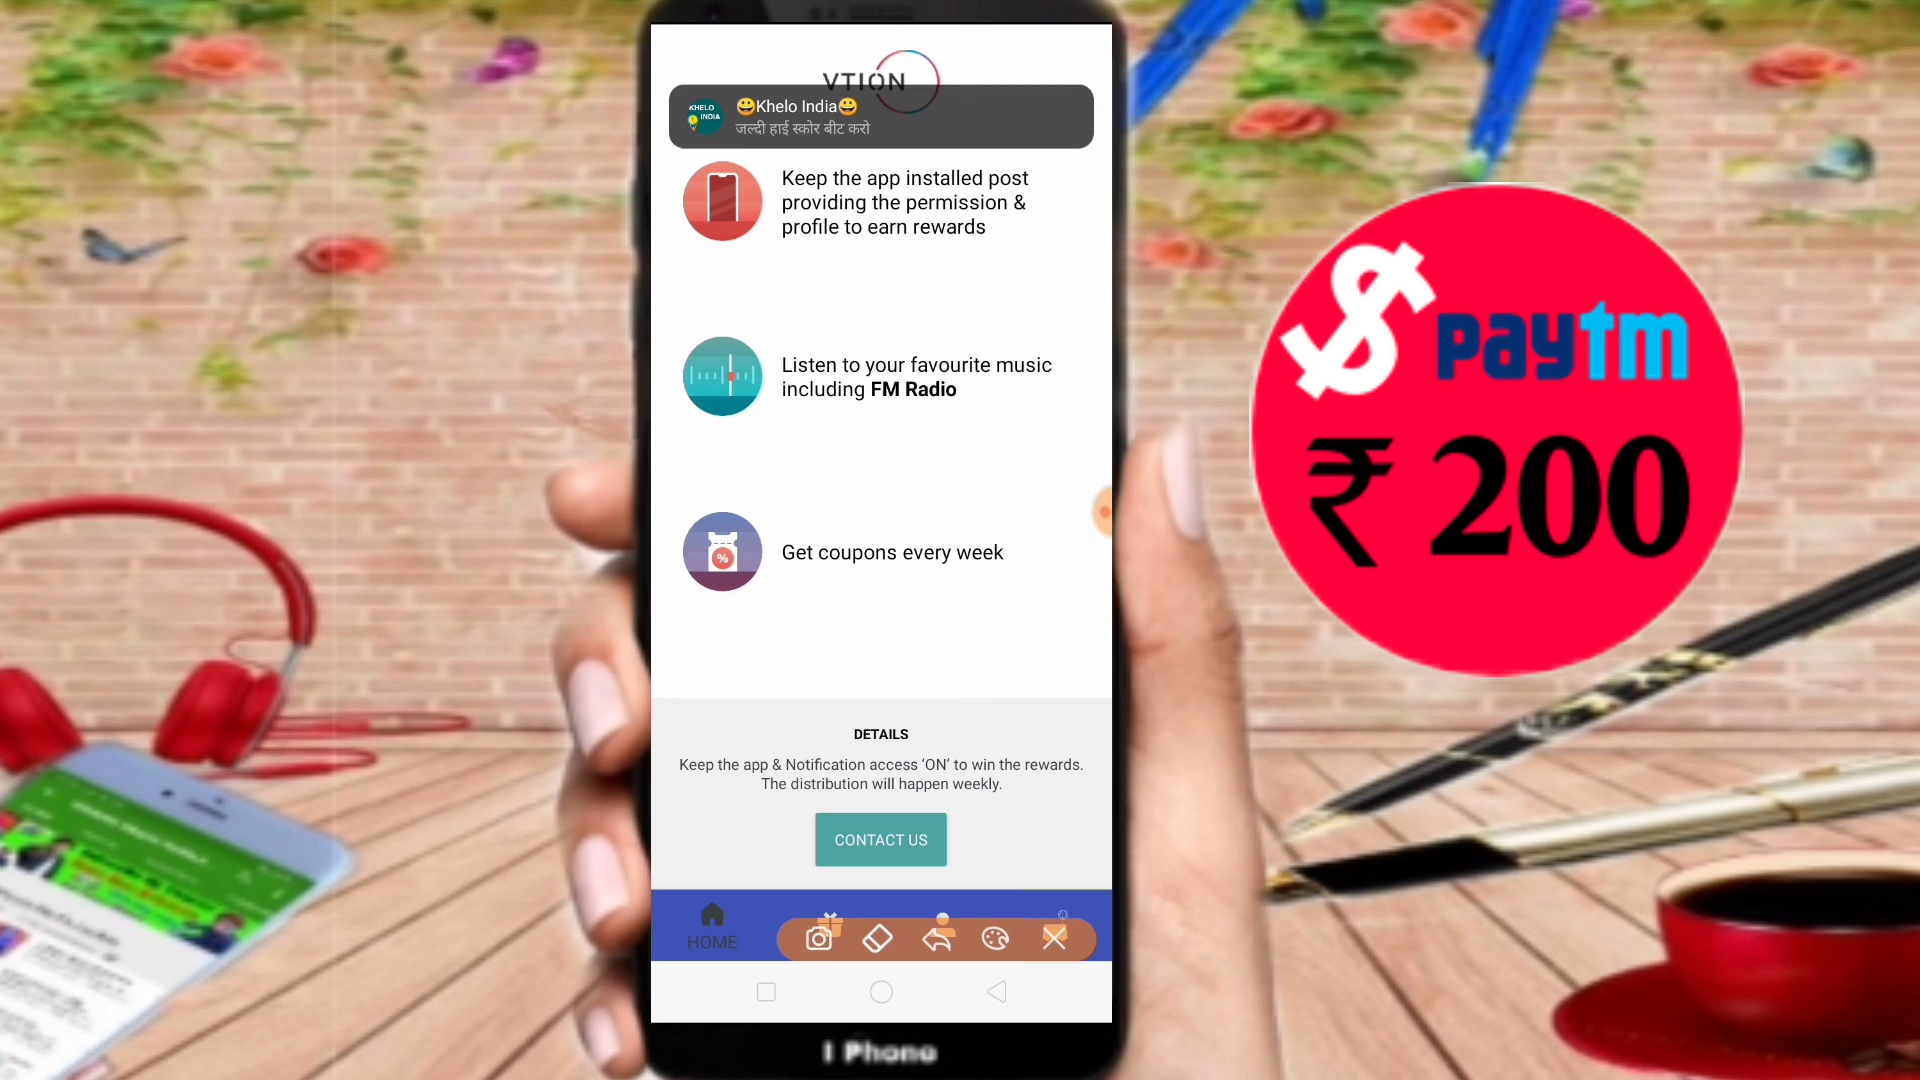 VTION
KHELO
INDIA
😀Khelo India😀
जल्दी हाई स्कोर बीट करो
Keep the app installed post
providing the permission &
profile to earn rewards
Listen to your favourite music
including FM Radio
%
Get coupons every week
DETAILS
Keep the app & Notification access ‘ON’ to win the rewards.
The distribution will happen weekly.
CONTACT US
HOME
I Phone
$ paytm
₹ 200